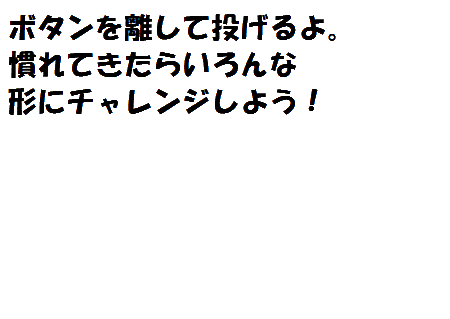 ボタンを離して投げるよ。
慣れてきたらいろんな
形にチャレンジしよう！